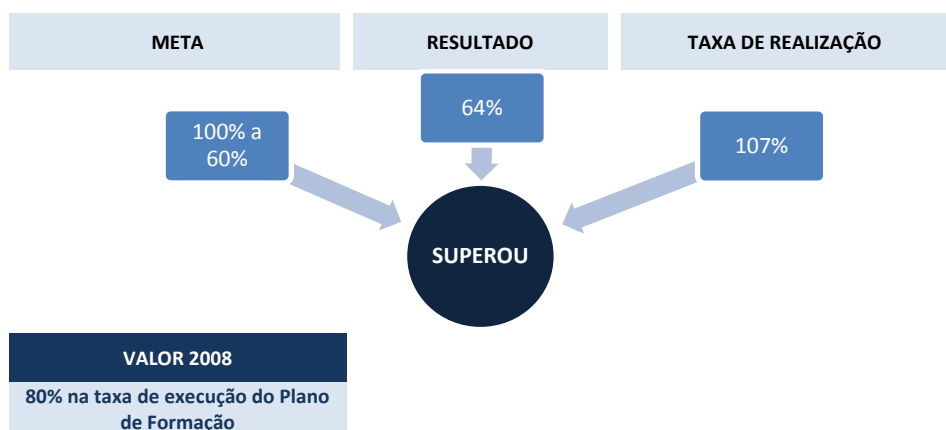 META
RESULTADO
TAXA DE REALIZAÇÃO
64%
100% a
60%
107%
SUPEROU
VALOR 2008
80% na taxa de execução do Plano
de Formação